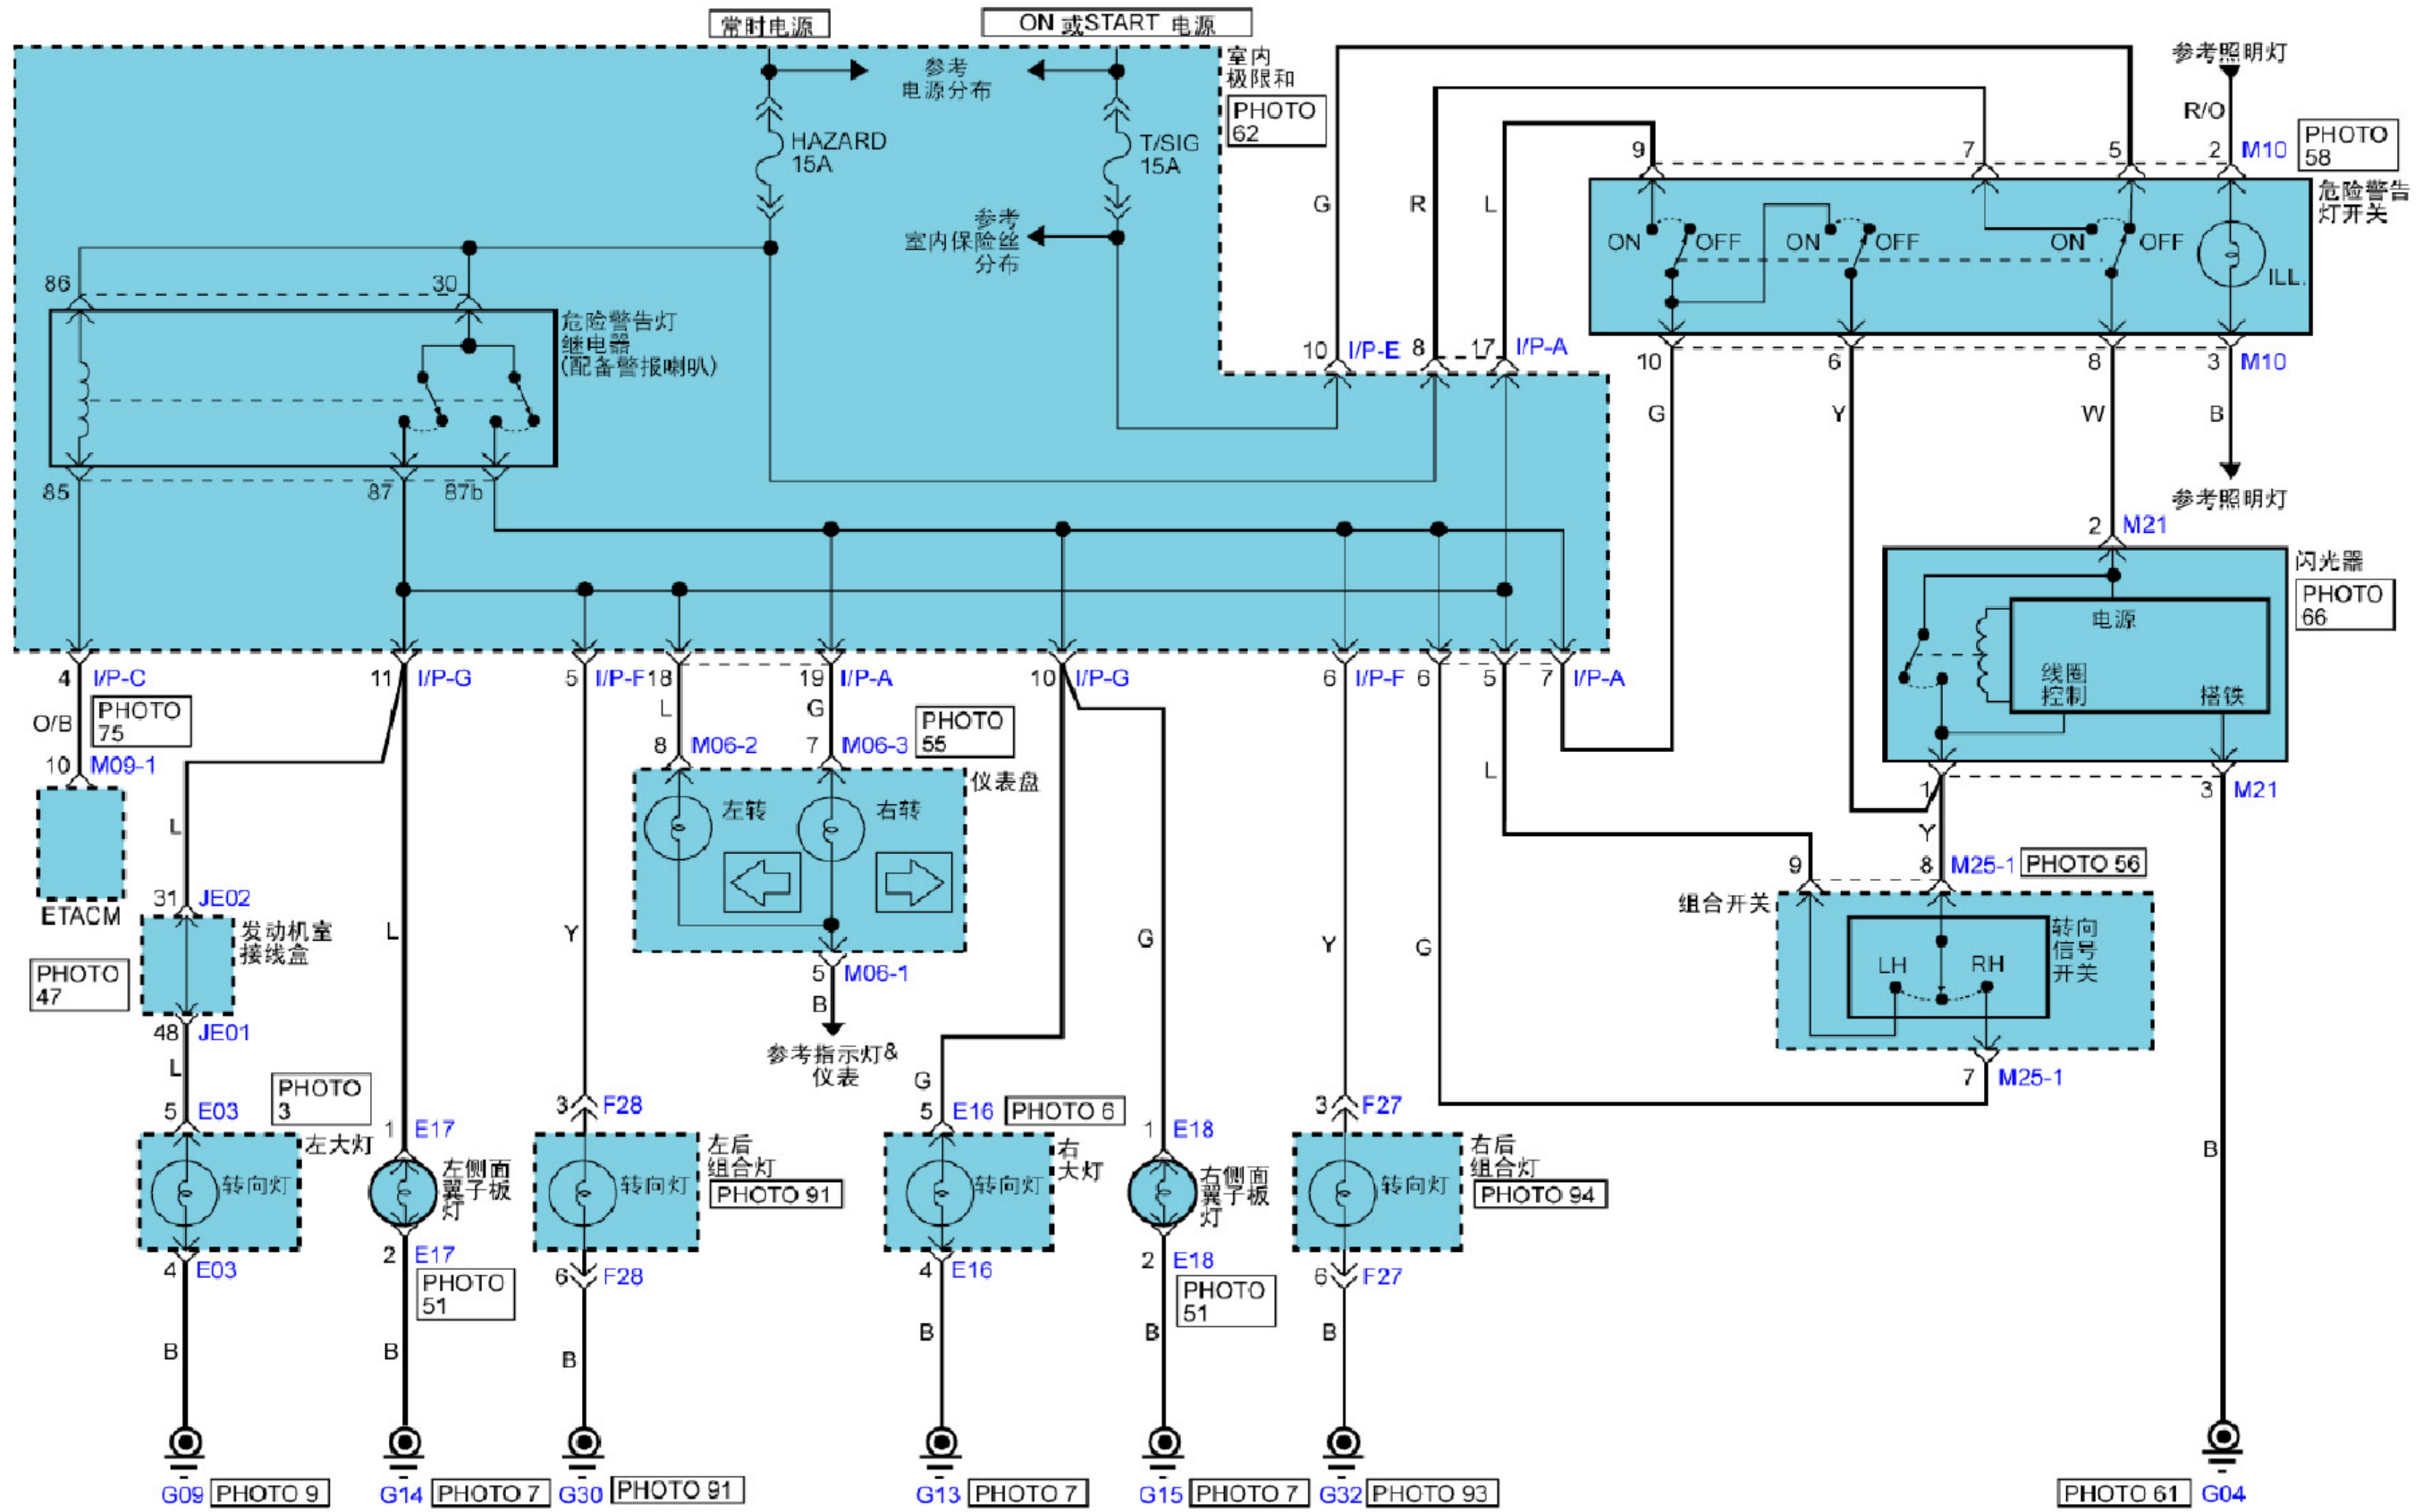 常时电源
ON 或START 电源
参考
电源分布
室内
极限和
PHOTO
62
HAZARD
15A
T/SIG
15A
参考
室内保险丝
分布
参考照明灯
R/O
PHOTO
58
9
7
5
2
M10
危险警告
灯开关
G
R
L
ON
OFF
ON
OFF
ON
OFF
ILL.
86
30
危险警告灯
继电器
(配备警报喇叭)
10
I/P-E
8
17
I/P-A
10
6
8
3
M10
G
Y
W
B
参考照明灯
85
87
87b
2
M21
闪光器
PHOTO
66
电源
线圈
控制
搭铁
4
I/P-C
11
I/P-G
5
I/P-F
18
19
I/P-A
10
I/P-G
6
I/P-F
6
5
7
I/P-A
O/B
PHOTO
75
L
G
PHOTO
55
10
M09-1
8
M06-2
7
M06-3
仪表盘
L
1
3
M21
左转
右转
ETACM
L
Y
9
8
M25-1
PHOTO 56
组合开关
转向
信号
开关
LH
RH
31
JE02
发动机室
接线盒
PHOTO
47
48
JE01
L
L
Y
5
M06-1
B
参考指示灯&
仪表
G
Y
G
7
M25-1
PHOTO
3
5
E03
左大灯
1
E17
3
F28
G
5
E16
PHOTO 6
1
E18
3
F27
B
转向灯
左侧面
翼子板
灯
转向灯
左后
组合灯
PHOTO 91
转向灯
右
大灯
右侧面
翼子板
灯
转向灯
右后
组合灯
PHOTO 94
4
E03
2
E17
PHOTO
51
6
F28
4
E16
2
E18
PHOTO
51
6
F27
B
B
B
B
B
B
G09
PHOTO 9
G14
PHOTO 7
G30
PHOTO 91
G13
PHOTO 7
G15
PHOTO 7
G32
PHOTO 93
PHOTO 61
G04